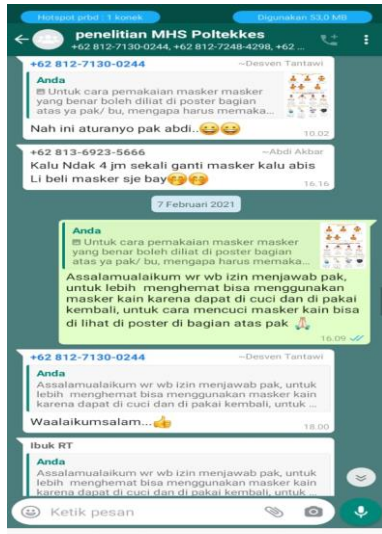 Hotspot prbd : 1 konek
Digunakan 53,0 MB
penelitian MHS Poltekkes
+62 812-7130-0244, +62 812-7248-4298, +62 ...
+62 812-7130-0244
~Desven Tantawi
Anda
Untuk cara pemakaian masker masker
yang benar boleh diliat di poster bagian
atas ya pak/ bu, mengapa harus memaka...
Nah ini aturanya pak abdi..😄😄
10.02
+62 813-6923-5666
~Abdi Akbar
Kalu Ndak 4 jm sekali ganti masker kalu abis
Li beli masker sje bay🤭🤭
16.16
7 Februari 2021
Anda
Untuk cara pemakaian masker masker
yang benar boleh diliat di poster bagian
atas ya pak/ bu, mengapa harus memaka...
Assalamualaikum wr wb izin menjawab pak,
untuk lebih menghemat bisa menggunakan
masker kain karena dapat di cuci dan di pakai
kembali, untuk cara mencuci masker kain bisa
di lihat di poster di bagian atas pak 🙏
16.09
+62 812-7130-0244
~Desven Tantawi
Anda
Assalamualaikum wr wb izin menjawab pak, untuk
lebih menghemat bisa menggunakan masker kain
karena dapat di cuci dan di pakai kembali, untuk ...
Waalaikumsalam...👍
18.00
Ibuk RT
Anda
Assalamualaikum wr wb izin menjawab pak, untuk
lebih menghemat bisa menggunakan masker kain
karena dapat di cuci dan di pakai kembali, untuk ...
Ketik pesan